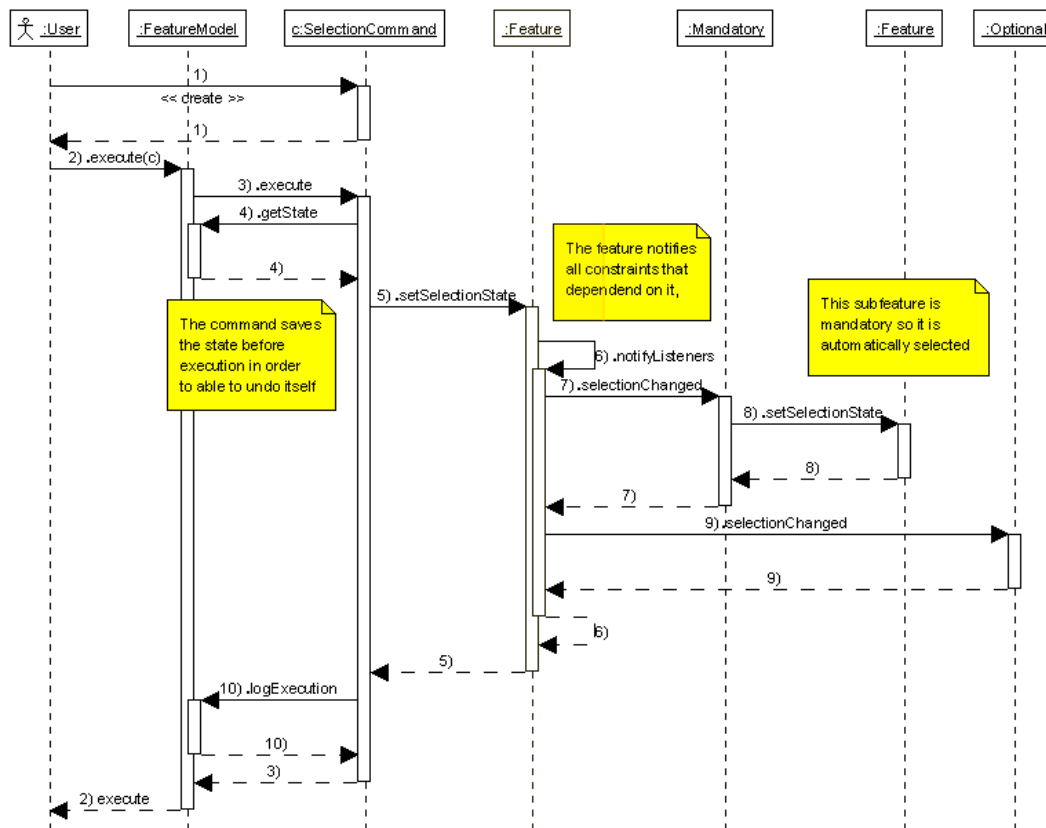 :User
:FeatureModel
c:SelectionCommand
:Feature
:Mandatory
:Feature
:Optional
1)
<< create >>
1)
2) .execute(c)
3) .execute
4) .getState
4)
The feature notifies
all constraints that
dependend on it,
5) .setSelectionState
This subfeature is
mandatory so it is
automatically selected
The command saves
the state before
execution in order
to able to undo itself
6) .notifyListeners
7) .selectionChanged
8) .setSelectionState
8)
7)
9) .selectionChanged
9)
6)
5)
10) .logExecution
10)
3)
2) execute